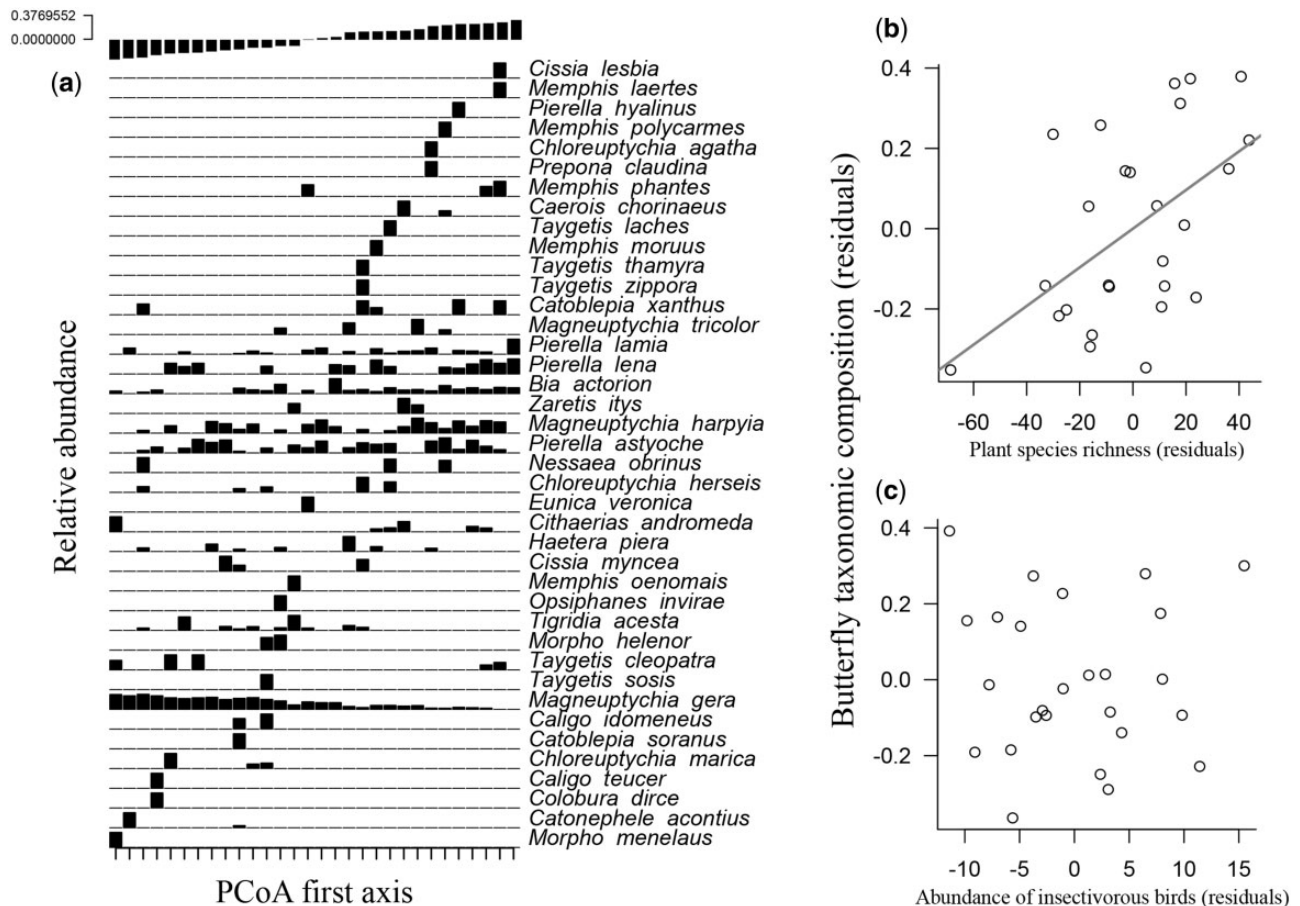 0.3769552
0.0000000
(a)
Relative abundance
Cissia lesbia
Memphis laertes
Pierella hyalinus
Memphis polycarmes
Chloreuptychia agatha
Prepona claudina
Memphis phantes
Caerois chorinaeus
Taygetis laches
Memphis moruus
Taygetis thamyra
Taygetis zippora
Catoblepia xanthus
Magneuptychia tricolor
Pierella lamia
Pierella lena
Bia actorion
Zaretis itys
Magneuptychia harpyia
Pierella astyoche
Nessaea obrinus
Chloreuptychia herseis
Eunica veronica
Cithaerias andromeda
Haetera piera
Cissia myncea
Memphis oenomais
Opsiphanes invirae
Tigridia acesta
Morpho helenor
Taygetis cleopatra
Taygetis sosis
Magneuptychia gera
Caligo idomeneus
Catoblepia soranus
Chloreuptychia marica
Caligo teucer
Colobura dirce
Catonephele acontius
Morpho menelaus
PCoA first axis
Butterfly taxonomic composition (residuals)
(b)
0.4
0.2
0.0
-0.2
-60 -40 -20 0 20 40
Plant species richness (residuals)
(c)
0.4
0.2
0.0
-0.2
-10 -5 0 5 10 15
Abundance of insectivorous birds (residuals)